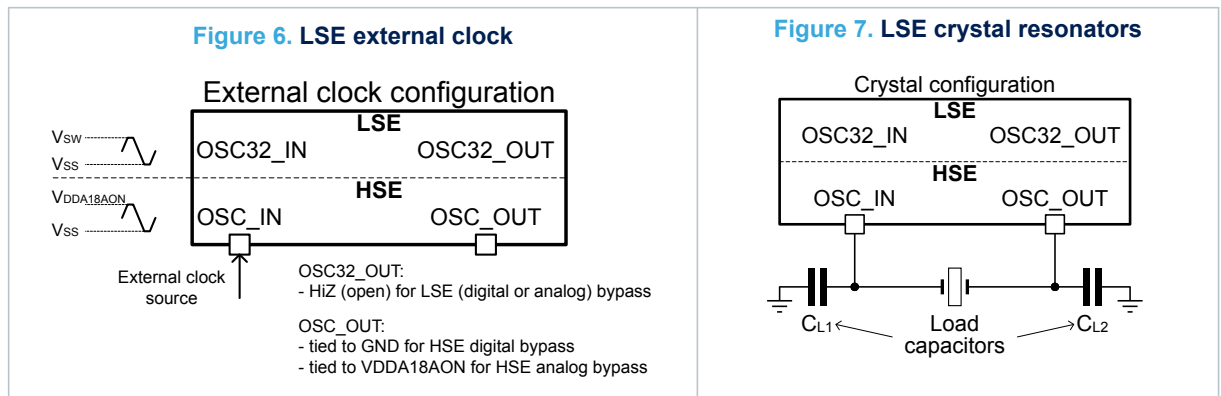 Figure 6. LSE external clock
External clock configuration
LSE
VSW
VSS
OSC32_IN
OSC32_OUT
HSE
VDDA18AON
VSS
OSC_IN
OSC_OUT
External clock
source
OSC32_OUT:
- HiZ (open) for LSE (digital or analog) bypass
OSC_OUT:
- tied to GND for HSE digital bypass
- tied to VDDA18AON for HSE analog bypass
Figure 7. LSE crystal resonators
Crystal configuration
LSE
OSC32_IN
OSC32_OUT
HSE
OSC_IN
OSC_OUT
CL1
Load
capacitors
CL2